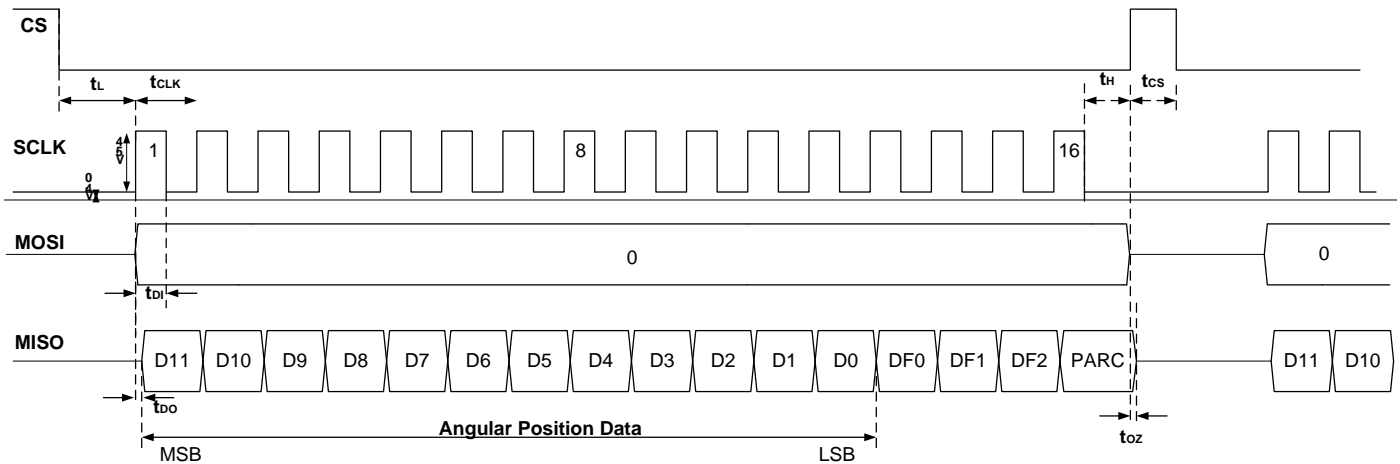 CS
tL tCLK tH tCS
SCLK
45V
04V
1 8 16
MOSI
0 0
tDI
MISO
D11 D10 D9 D8 D7 D6 D5 D4 D3 D2 D1 D0 DF0 DF1 DF2 PARC D11 D10
tDO
Angular Position Data
tOZ
MSB LSB